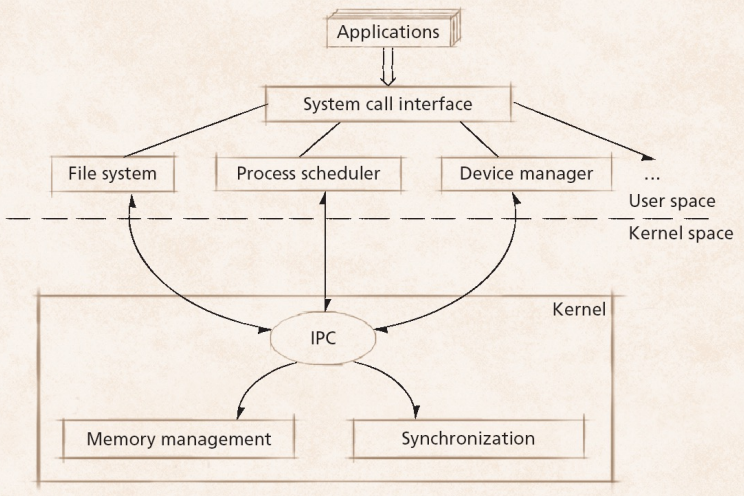 Applications
System call interface
File system
Process scheduler
Device manager
...
User space
Kernel space
Kernel
IPC
Memory management
Synchronization